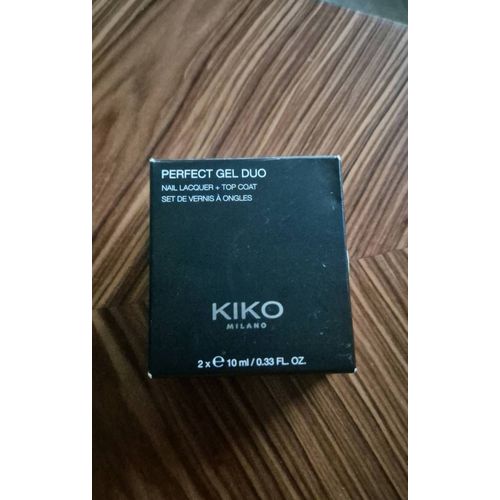 PERFECT GEL DUO
NAIL LACQUER + TOP COAT
SET DE VERNIS À ONGLES
KIKO
MILANO
2 x ℮ 10 ml / 0.33 FL. OZ.